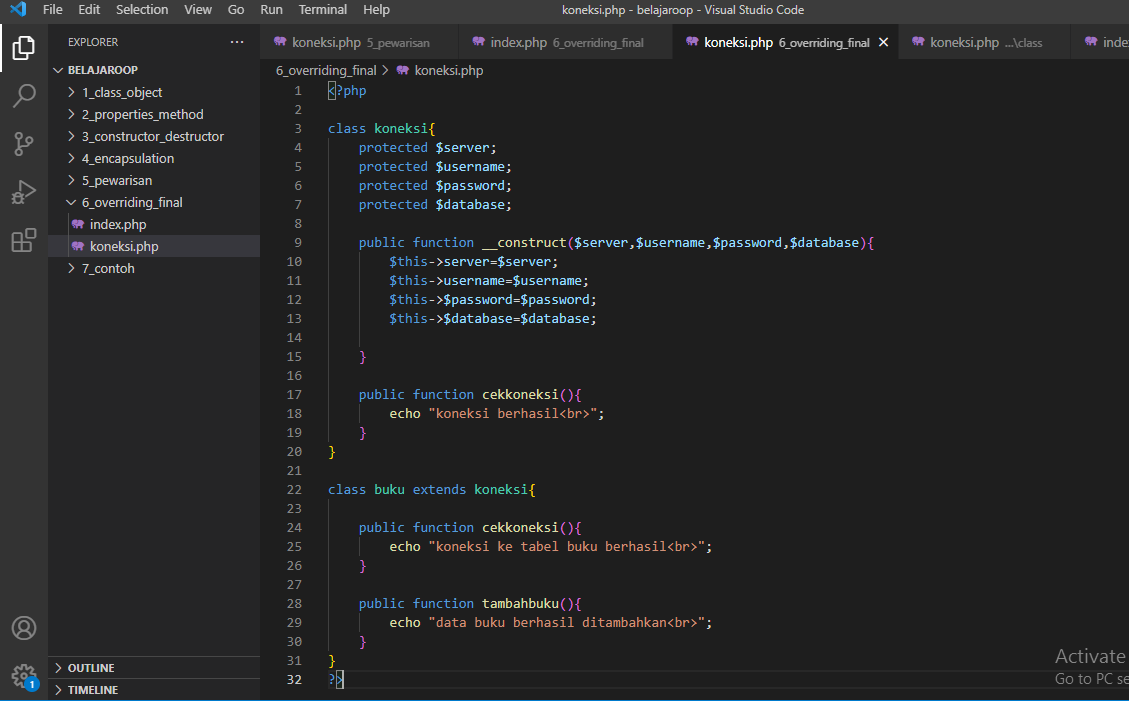 File Edit Selection View Go Run Terminal Help koneksi.php - belajaroop - Visual Studio Code
EXPLORER ...
koneksi.php 5_pewarisan index.php 6_overriding_final koneksi.php 6_overriding_final × koneksi.php ...\class inde
BELAJAROOP
1_class_object
2_properties_method
3_constructor_destructor
4_encapsulation
5_pewarisan
6_overriding_final
index.php
koneksi.php
7_contoh
OUTLINE
TIMELINE
1
6_overriding_final > koneksi.php
1 <?php
2
3 class koneksi{
4 protected $server;
5 protected $username;
6 protected $password;
7 protected $database;
8
9 public function __construct($server,$username,$password,$database){
10 $this->server=$server;
11 $this->username=$username;
12 $this->$password=$password;
13 $this->$database=$database;
14
15 }
16
17 public function cekkoneksi(){
18 echo "koneksi berhasil<br>";
19 }
20 }
21
22 class buku extends koneksi{
23
24 public function cekkoneksi(){
25 echo "koneksi ke tabel buku berhasil<br>";
26 }
27
28 public function tambahbuku(){
29 echo "data buku berhasil ditambahkan<br>";
30 }
31 }
32 ?>
Activate
Go to PC se